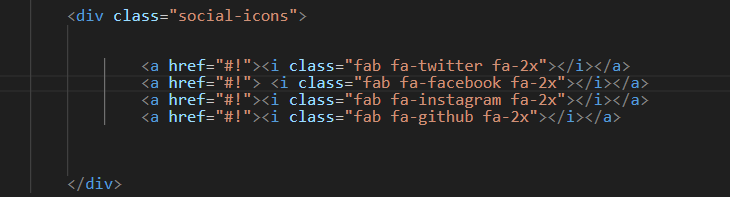 <div class="social-icons">
<a href="#!"><i class="fab fa-twitter fa-2x"></i></a>
<a href="#!"> <i class="fab fa-facebook fa-2x"></i></a>
<a href="#!"><i class="fab fa-instagram fa-2x"></i></a>
<a href="#!"><i class="fab fa-github fa-2x"></i></a>
</div>